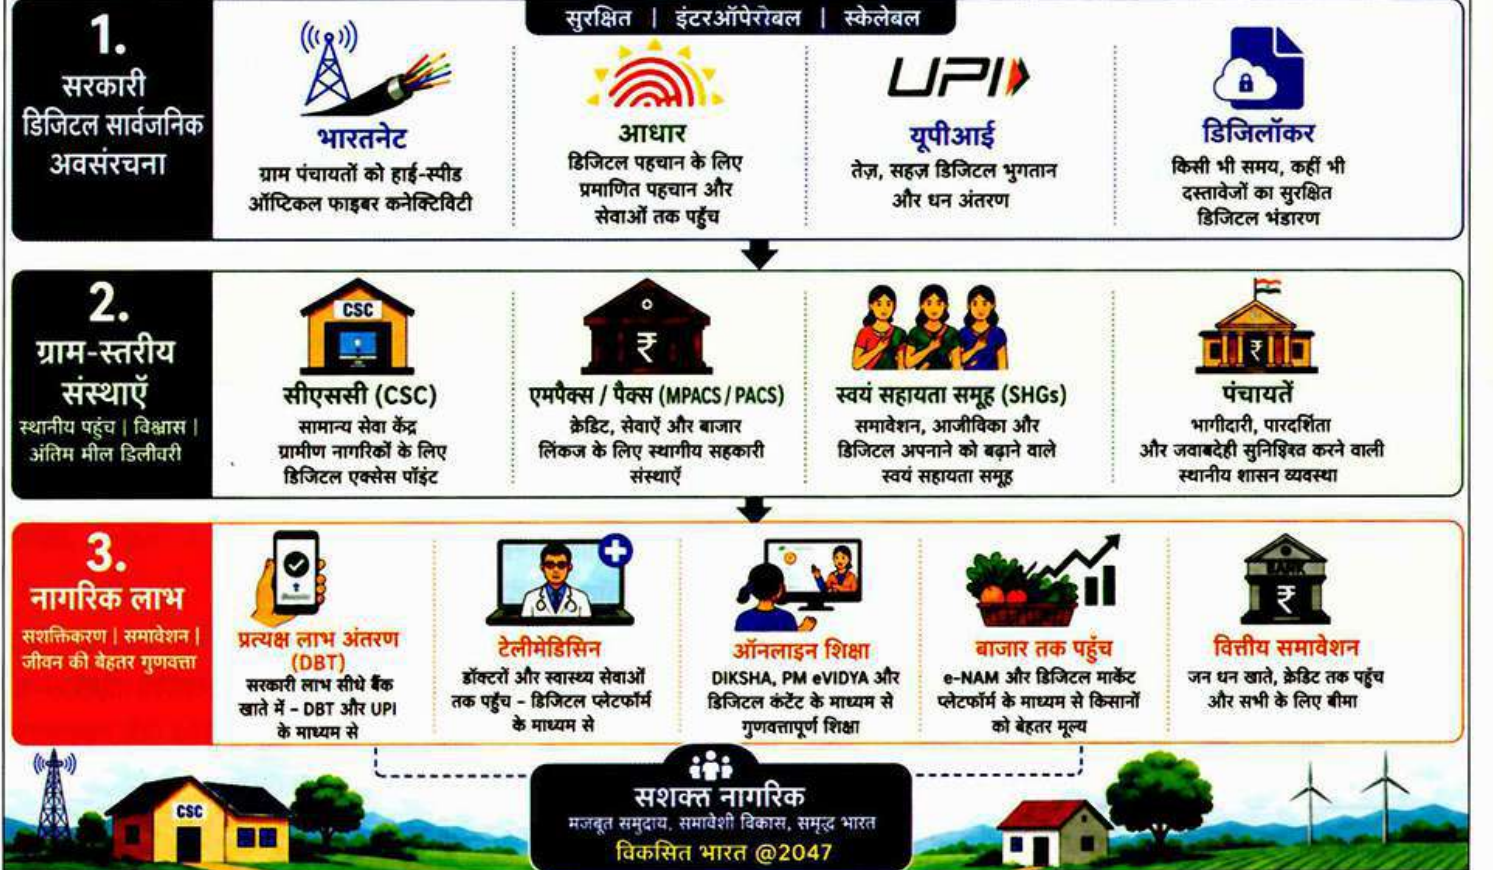 सुरक्षित | इंटरऑपेरेबल | स्केलेबल
1.
सरकारी
डिजिटल सार्वजनिक
अवसंरचना
भारतनेट
ग्राम पंचायतों को हाई-स्पीड
ऑप्टिकल फाइबर कनेक्टिविटी
आधार
डिजिटल पहचान के लिए
प्रमाणित पहचान और
सेवाओं तक पहुँच
UPI
यूपीआई
तेज़, सहज़ डिजिटल भुगतान
और धन अंतरण
डिजिलॉकर
किसी भी समय, कहीं भी
दस्तावेजों का सुरक्षित
डिजिटल भंडारण
2.
ग्राम-स्तरीय
संस्थाऍ
स्थानीय पहुंच | विश्वास |
अंतिम मील डिलीवरी
CSC
सीएससी (CSC)
सामान्य सेवा केंद्र
ग्रामीण नागरिकों के लिए
डिजिटल एक्सेस पॉइंट
₹
एमपैक्स / पैक्स (MPACS / PACS)
क्रेडिट, सेवाऍ और बाजार
लिंकज के लिए स्थागीय सहकारी
संस्थाऍ
स्वयं सहायता समूह (SHGs)
समावेशन, आजीविका और
डिजिटल अपनाने को बढ़ाने वाले
स्वयं सहायता समूह
₹
पंचायतें
भागीदारी, पारदर्शिता
और जवाबदेही करने वाली
स्थानीय शासन व्यवस्था
3.
नागरिक लाभ
सशक्तिकरण | समावेशन |
जीवन की बेहतर गुणवत्ता
प्रत्यक्ष लाभ अंतरण
(DBT)
सरकारी लाभ सीधे बैंक
खाते में - DBT और UPI
के माध्यम से
टेलीमेडिसिन
डॉक्टरों और स्वास्थ्य सेवाओं
तक पहुँच - डिजिटल प्लेटफॉर्म
के माध्यम से
ऑनलाइन शिक्षा
DIKSHA, PM eVIDYA और
डिजिटल कंटेंट के माध्यम से
गुणवत्तापूर्ण शिक्षा
बाजार तक पहुँच
e-NAM और डिजिटल मार्केट
प्लेटफॉर्म के माध्यम से किसानों
को बेहतर मूल्य
BANK
₹
वित्तीय समावेशन
जन धन खाते, क्रेडिट तक पहुँच
और सभी के लिए बीमा
CSC
सशक्त नागरिक
मजबूत समुदाय, समावेशी विकास, समृद्ध भारत
विकसित भारत @2047